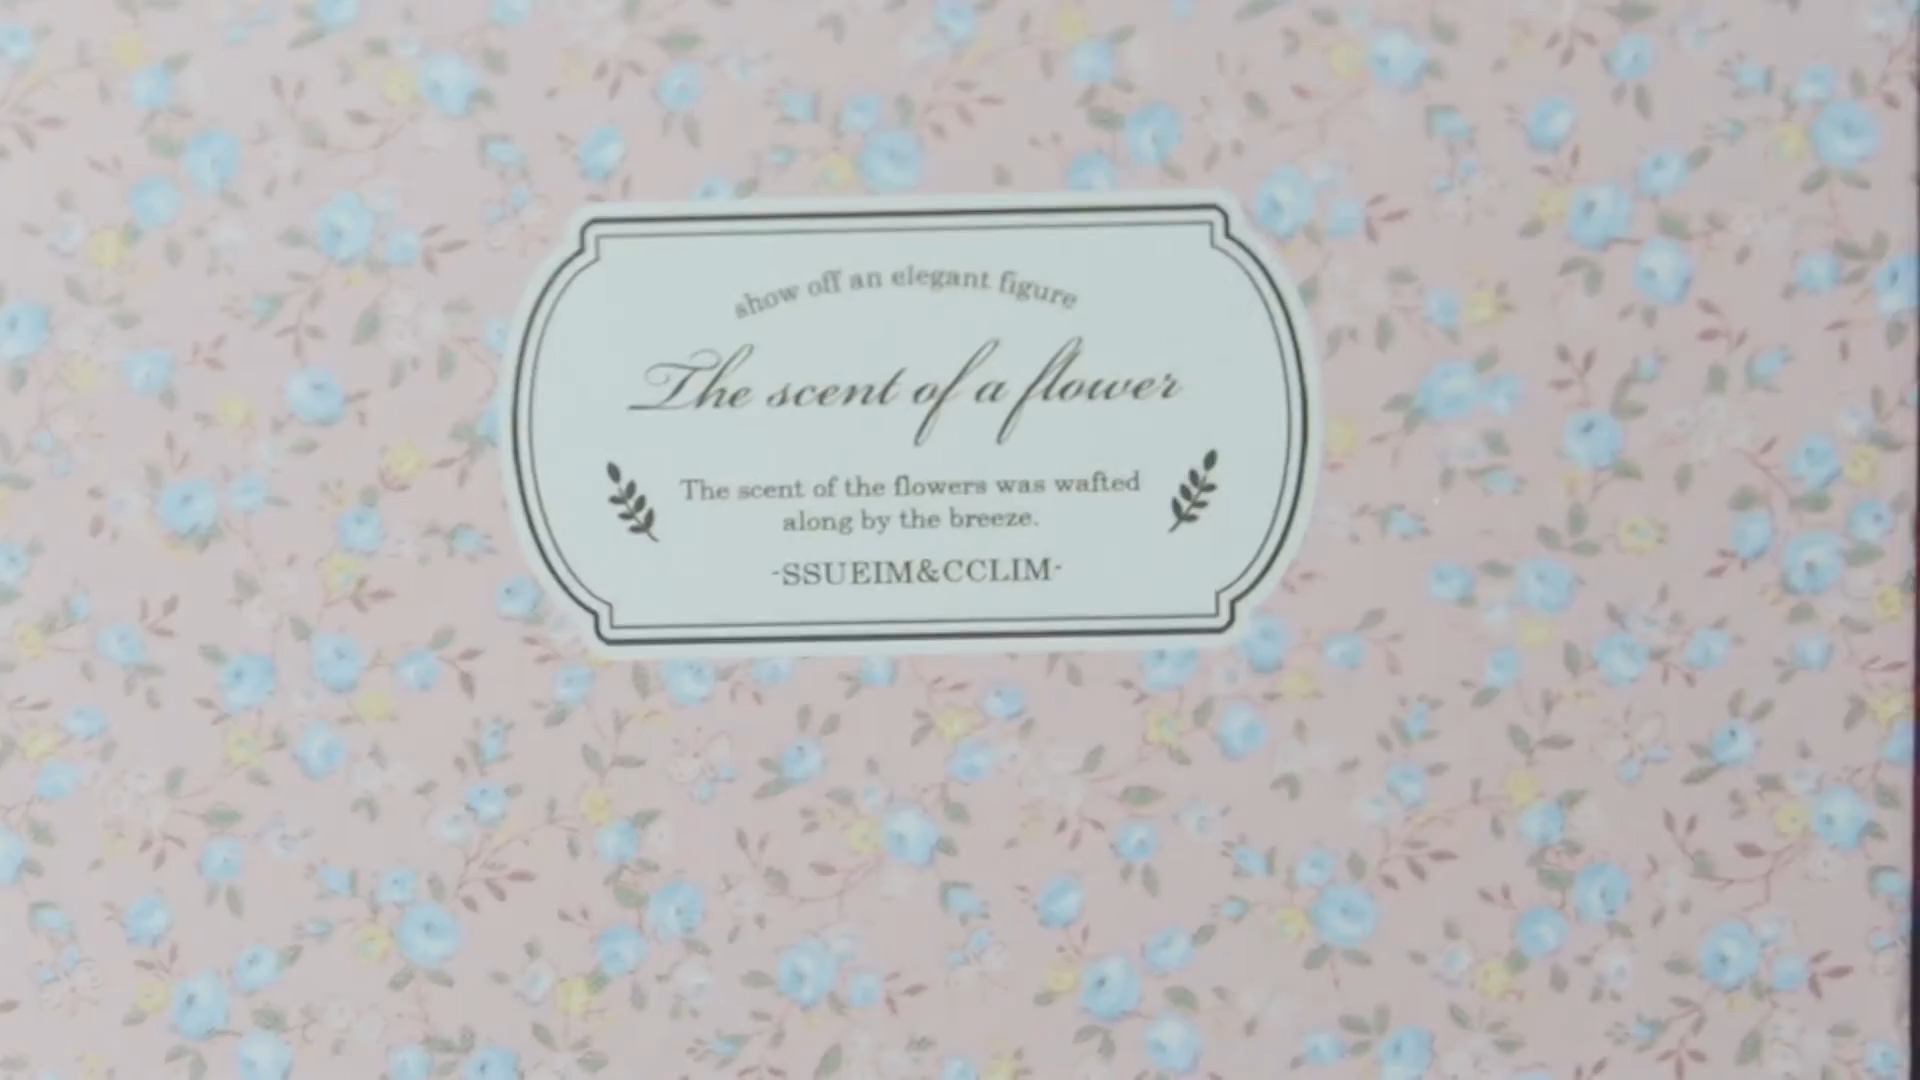 show off an elegant figure
The scent of a flower
The scent of the flowers was wafted
along by the breeze.
-SSUEIM&CCLIM-